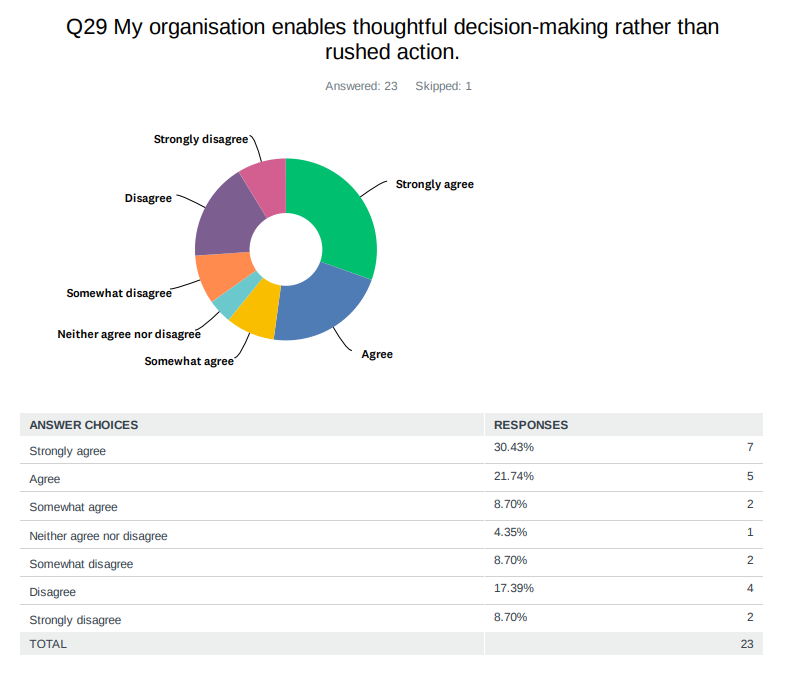 Q29 My organisation enables thoughtful decision-making rather than
rushed action.
Answered: 23 Skipped: 1
Strongly disagree
Strongly agree
Disagree
Somewhat disagree
Neither agree nor disagree
Somewhat agree
Agree
ANSWER CHOICES RESPONSES
Strongly agree 30.43% 7
Agree 21.74% 5
Somewhat agree 8.70% 2
Neither agree nor disagree 4.35% 1
Somewhat disagree 8.70% 2
Disagree 17.39% 4
Strongly disagree 8.70% 2
TOTAL 23